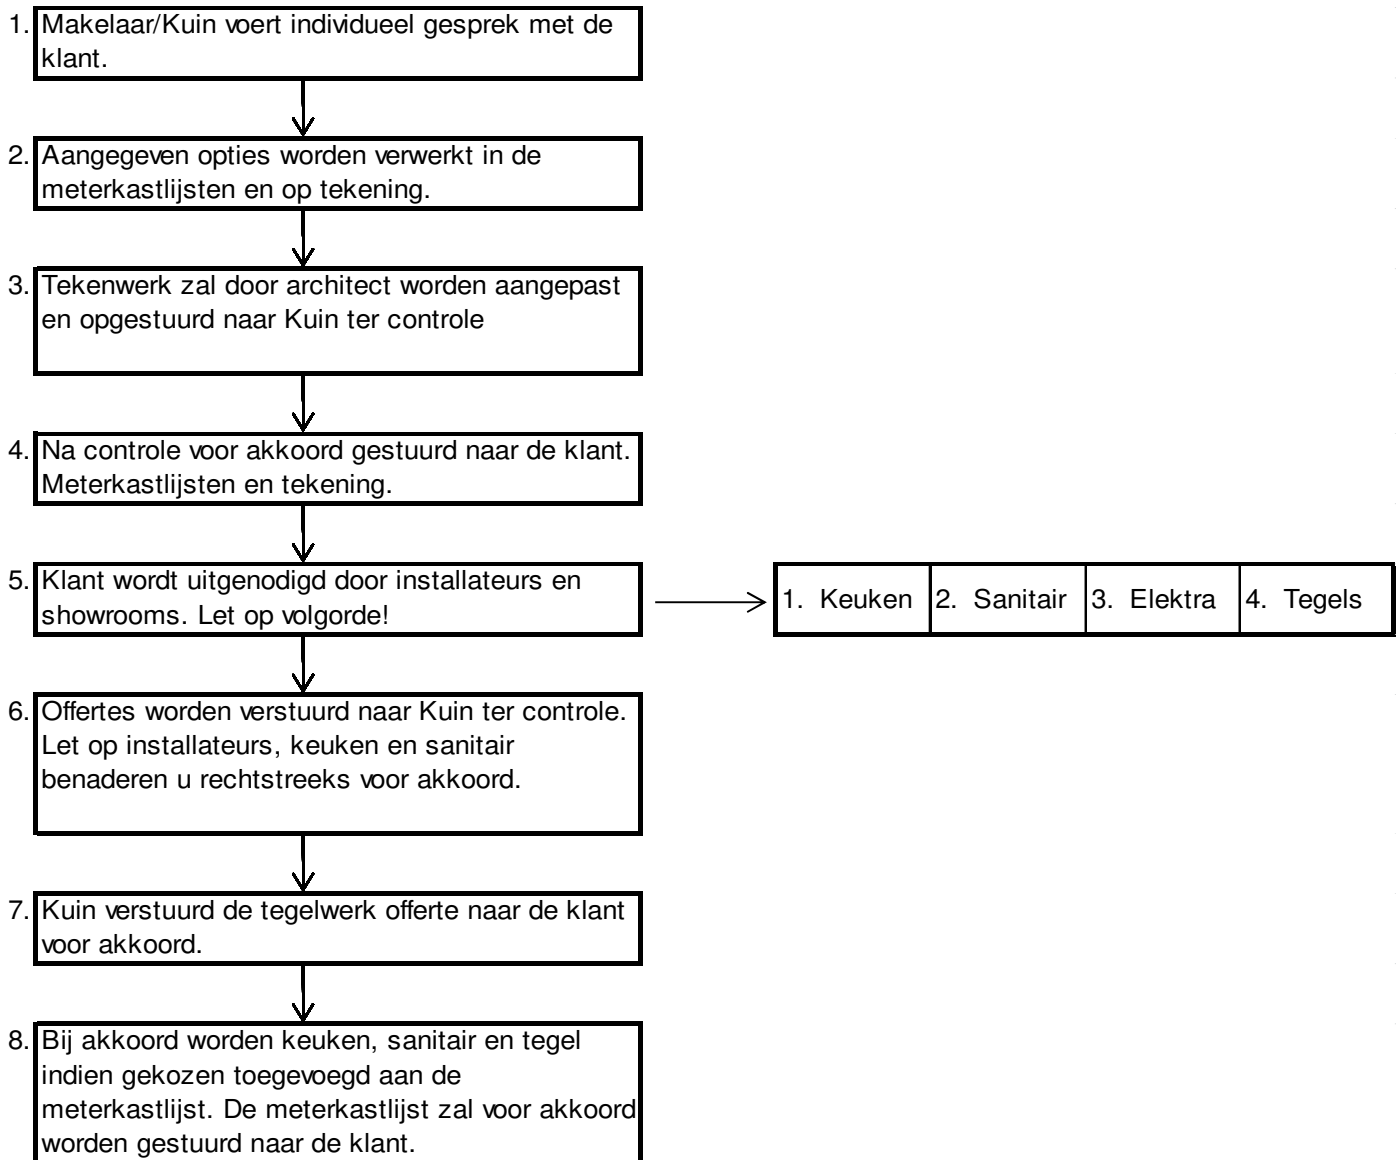 1. Makelaar/Kuin voert individueel gesprek met de
klant.
2. Aangegeven opties worden verwerkt in de
meterkastlijsten en op tekening.
3. Tekenwerk zal door architect worden aangepast
en opgestuurd naar Kuin ter controle
4. Na controle voor akkoord gestuurd naar de klant.
Meterkastlijsten en tekening.
5. Klant wordt uitgenodigd door installateurs en
showrooms. Let op volgorde!
1. Keuken 2. Sanitair 3. Elektra 4. Tegels
6. Offertes worden verstuurd naar Kuin ter controle.
Let op installateurs, keuken en sanitair
benaderen u rechtstreeks voor akkoord.
7. Kuin verstuurd de tegelwerk offerte naar de klant
voor akkoord.
8. Bij akkoord worden keuken, sanitair en tegel
indien gekozen toegevoegd aan de
meterkastlijst. De meterkastlijst zal voor akkoord
worden gestuurd naar de klant.